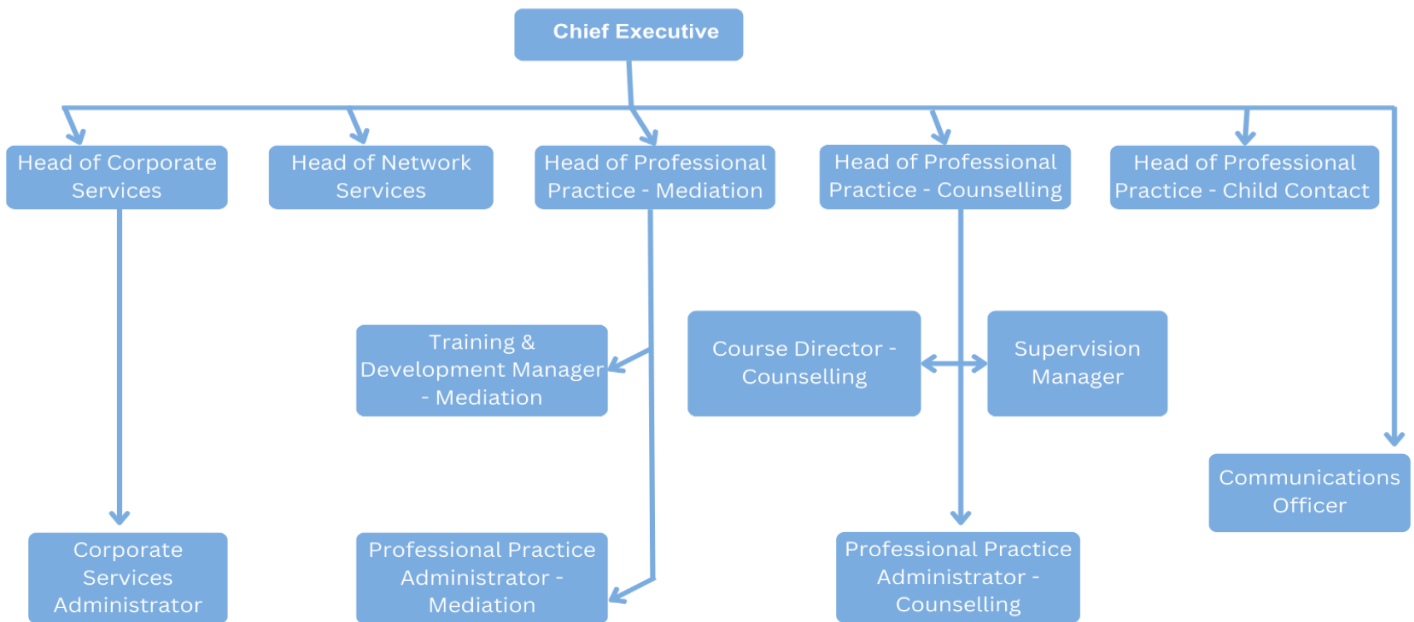 Chief Executive
Head of Corporate
Services
Head of Network
Services
Head of Professional
Practice - Mediation
Head of Professional
Practice - Counselling
Head of Professional
Practice - Child Contact
Training &
Development Manager
- Mediation
Course Director -
Counselling
Supervision
Manager
Communications
Officer
Corporate
Services
Administrator
Professional Practice
Administrator -
Mediation
Professional Practice
Administrator -
Counselling